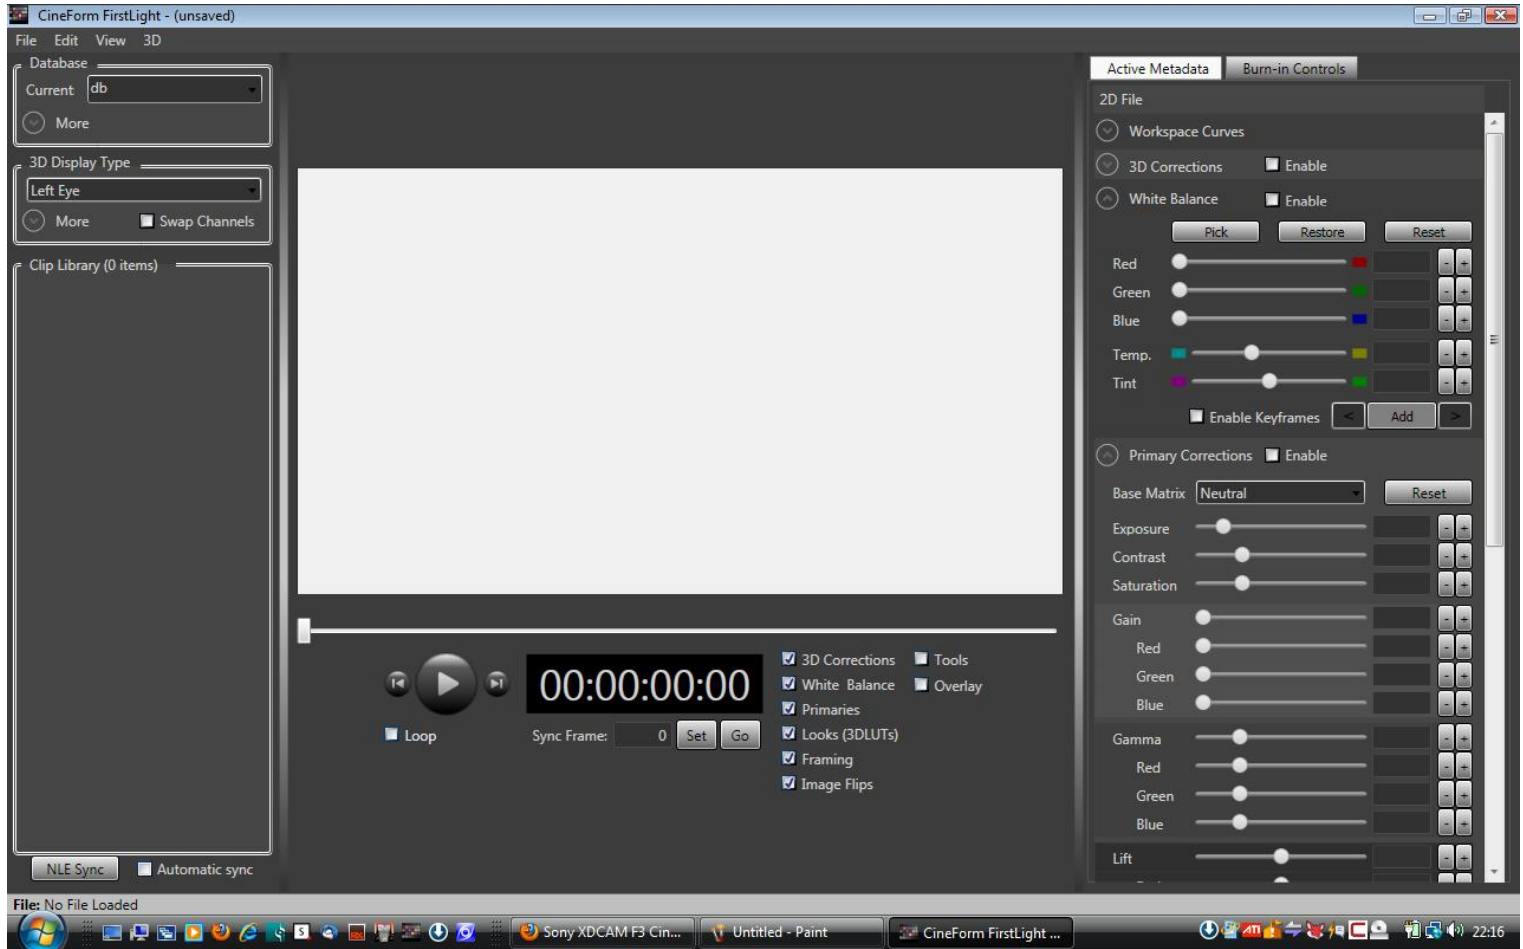 CineForm FirstLight - (unsaved)
File Edit View 3D
Database
Current db
More
3D Display Type
Left Eye
More Swap Channels
Clip Library (0 items)
NLE Sync Automatic sync
00:00:00:00
Loop
Sync Frame: 0 Set Go
3D Corrections Tools
White Balance Overlay
Primaries
Looks (3DLUTs)
Framing
Image Flips
Active Metadata Burn-in Controls
2D File
Workspace Curves
3D Corrections Enable
White Balance Enable
Pick Restore Reset
Red - +
Green - +
Blue - +
Temp. - +
Tint - +
Enable Keyframes < Add >
Primary Corrections Enable
Base Matrix Neutral Reset
Exposure - +
Contrast - +
Saturation - +
Gain - +
Red - +
Green - +
Blue - +
Gamma - +
Red - +
Green - +
Blue - +
Lift - +
File: No File Loaded
Sony XDCAM F3 Cin... Untitled - Paint CineForm FirstLight ... 22:16